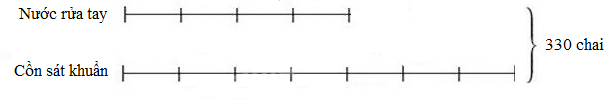 Nước rửa tay
330 chai
Cồn sát khuẩn